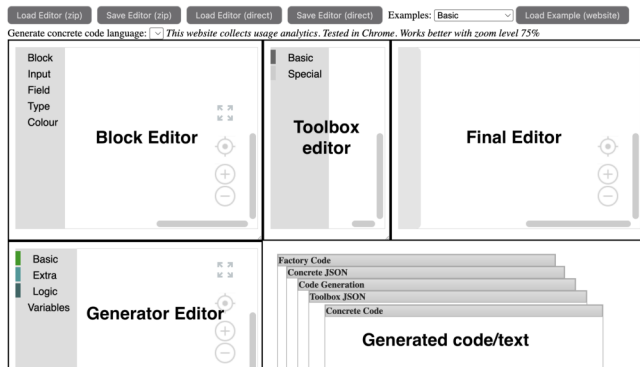 Load Editor (zip) Save Editor (zip) Load Editor (direct) Save Editor (direct) Examples: Basic Load Example (website)
Generate concrete code language: This website collects usage analytics. Tested in Chrome. Works better with zoom level 75%
Block
Input
Field
Type
Colour
Block Editor
Basic
Special
Toolbox
editor
Final Editor
Basic
Extra
Logic
Variables
Generator Editor
Factory Code
Concrete JSON
Code Generation
Toolbox JSON
Concrete Code
Generated code/text